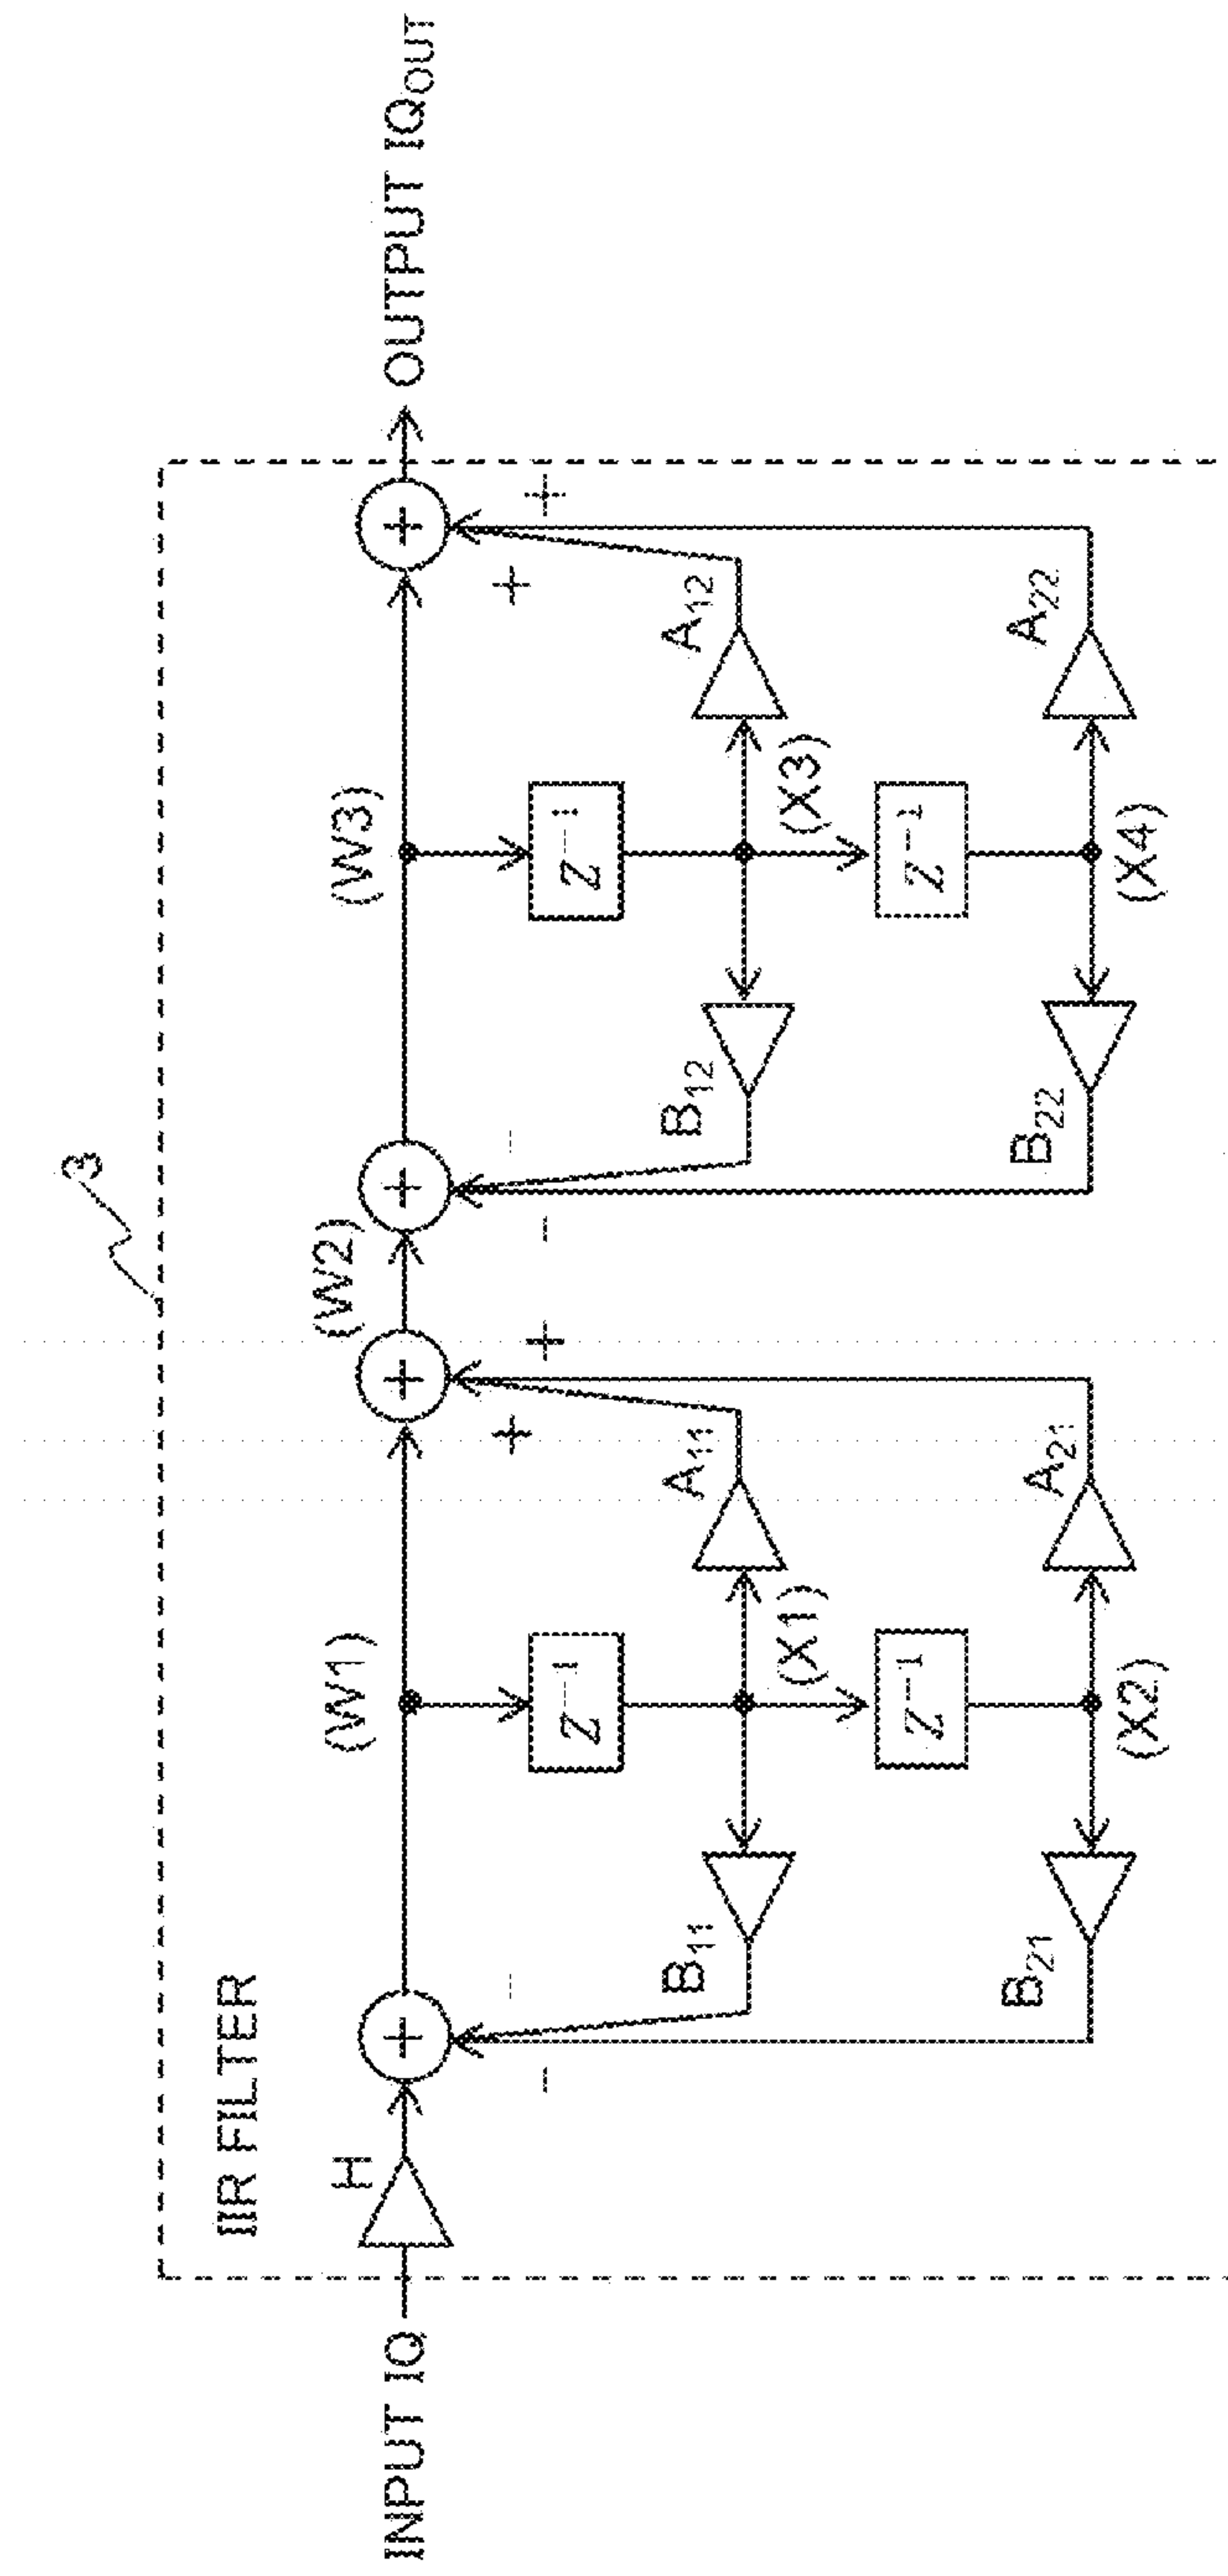 3
IIR FILTER
INPUT IQ
H
(W1)
(W2)
(W3)
OUTPUT IQOUT
+
+
+
+
−
−
+
+
−
−
+
+
Z−1
Z−1
B11
A11
B12
A12
(X1)
(X3)
Z−1
Z−1
B21
A21
B22
A22
(X2)
(X4)